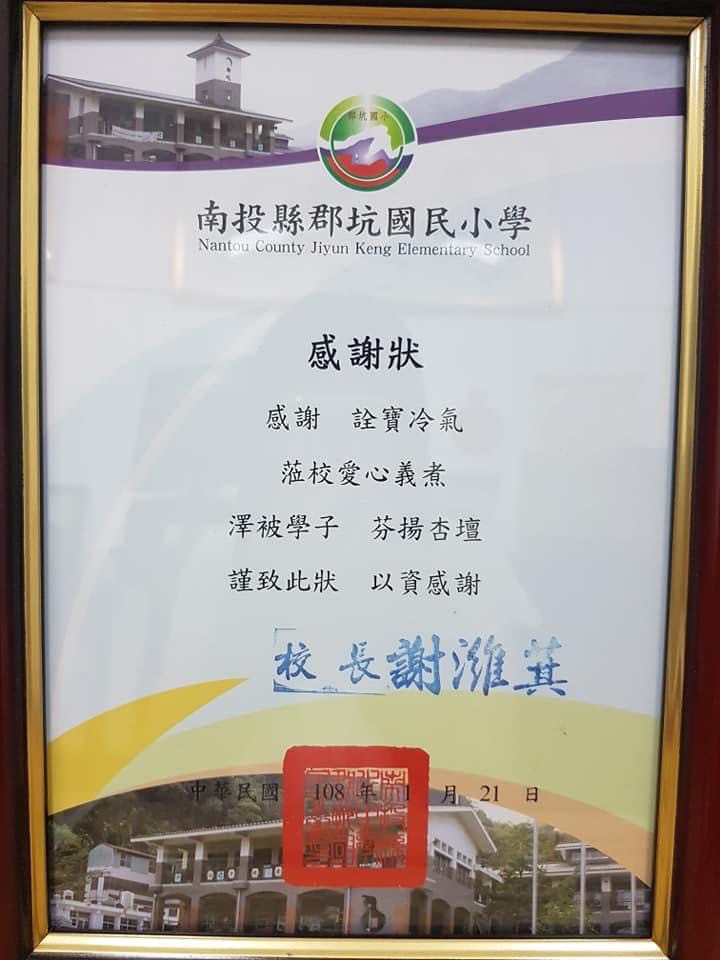 郡坑國小
南投縣郡坑國民小學
Nantou County Jiyun Keng Elementary School
感謝狀
感謝 詮寶冷氣
蒞校愛心義煮
澤被學子 芬揚杏壇
謹致此狀 以資感謝
校長謝濰萁
中華民國 108 年 1 月 21 日